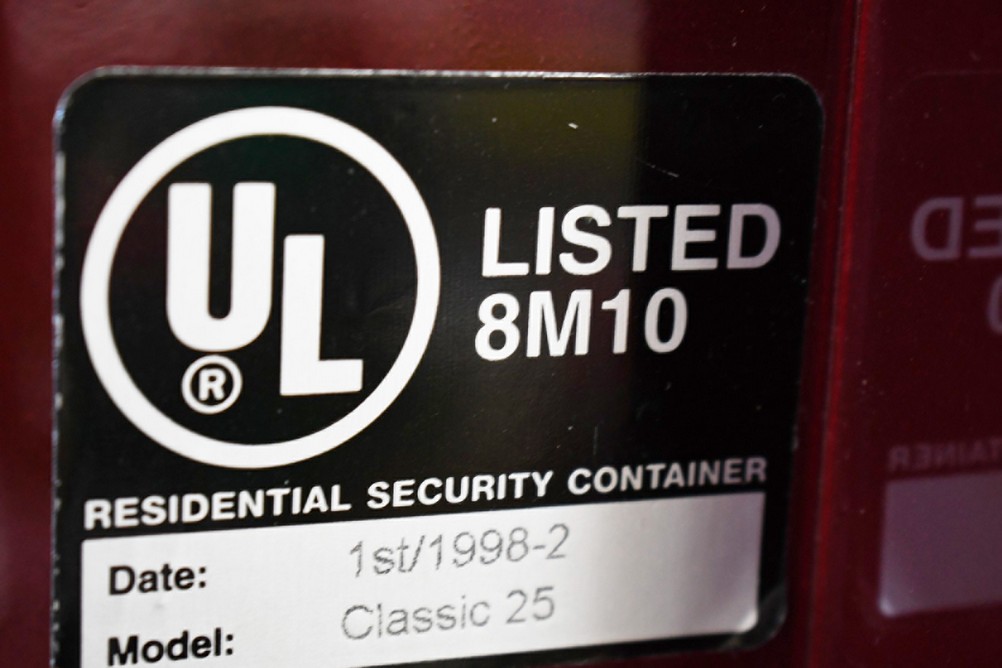 UL
®
LISTED
8M10
RESIDENTIAL SECURITY CONTAINER
Date: 1st/1998-2
Model: Classic 25